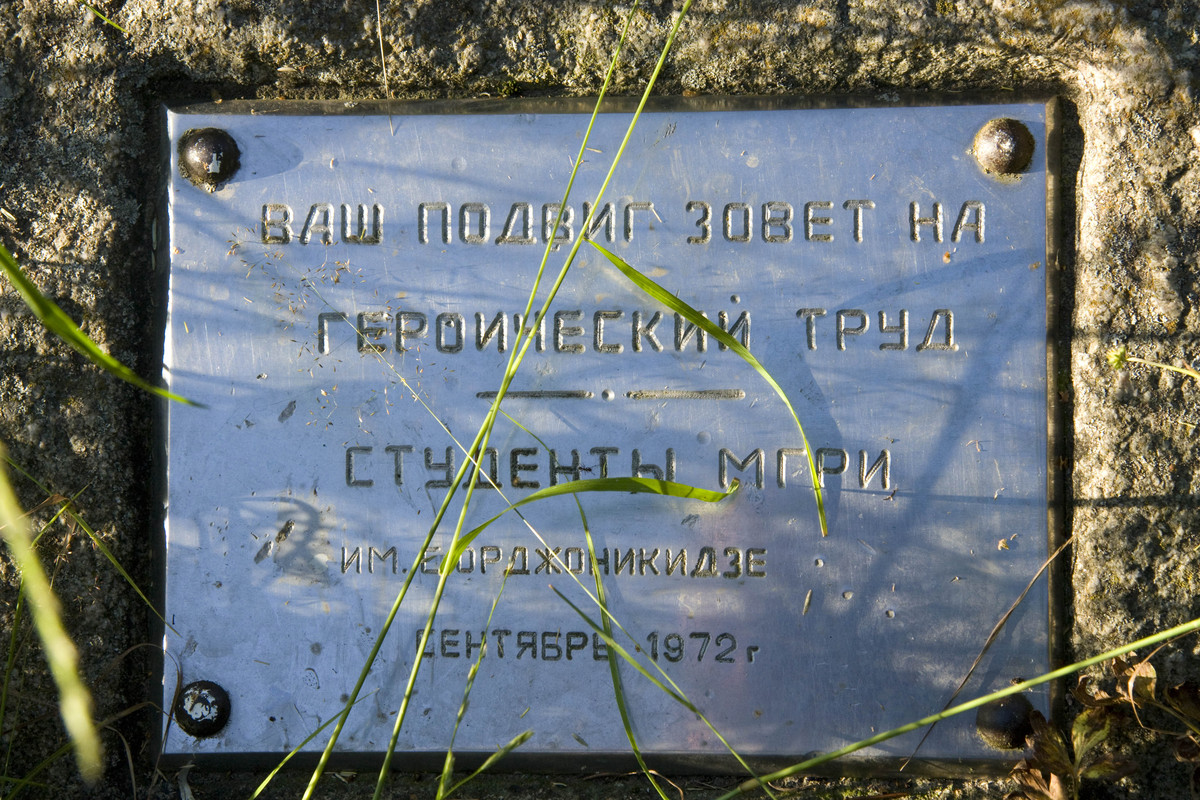 ВАШ ПОДВИГ ЗОВЕТ НА
ГЕРОИЧЕСКИЙ ТРУД
СТУДЕНТЫ МГРИ
ИМ. С. ОРДЖОНИКИДЗЕ
СЕНТЯБРЬ 1972 г